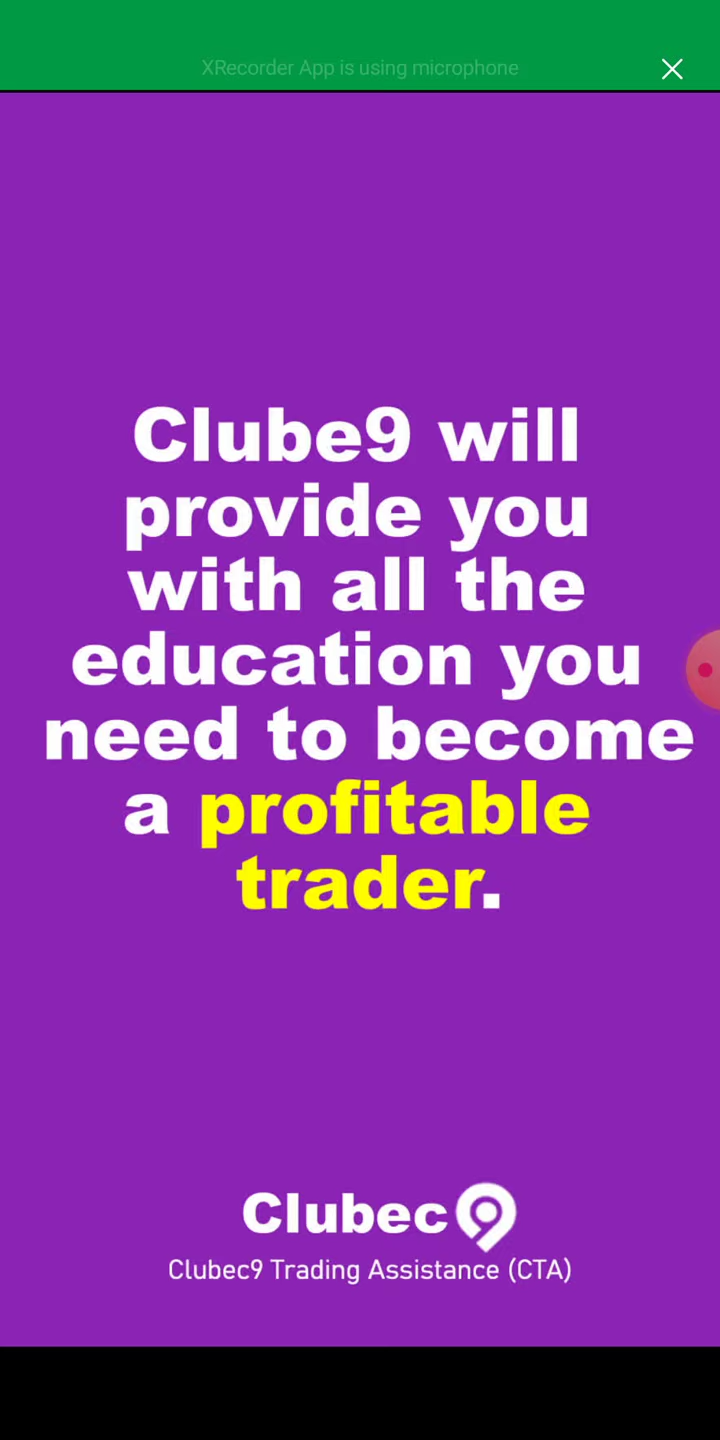 XRecorder App is using microphone
Clube9 will
provide you
with all the
education you
need to become
a profitable
trader.
Clubec9
Clubec9 Trading Assistance (CTA)